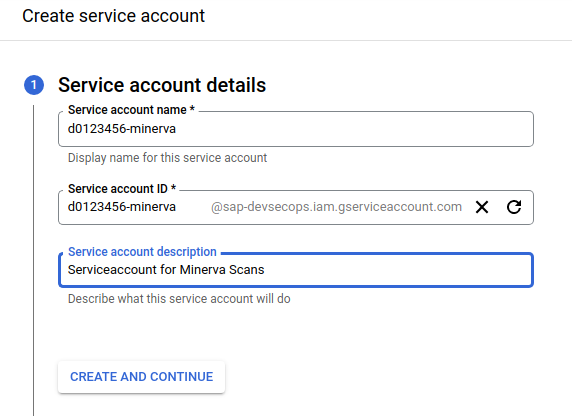 Create service account
1 Service account details
Service account name *
d0123456-minerva
Display name for this service account
Service account ID *
d0123456-minerva @sap-devsecops.iam.gserviceaccount.com
Service account description
Serviceaccount for Minerva Scans
Describe what this service account will do
CREATE AND CONTINUE